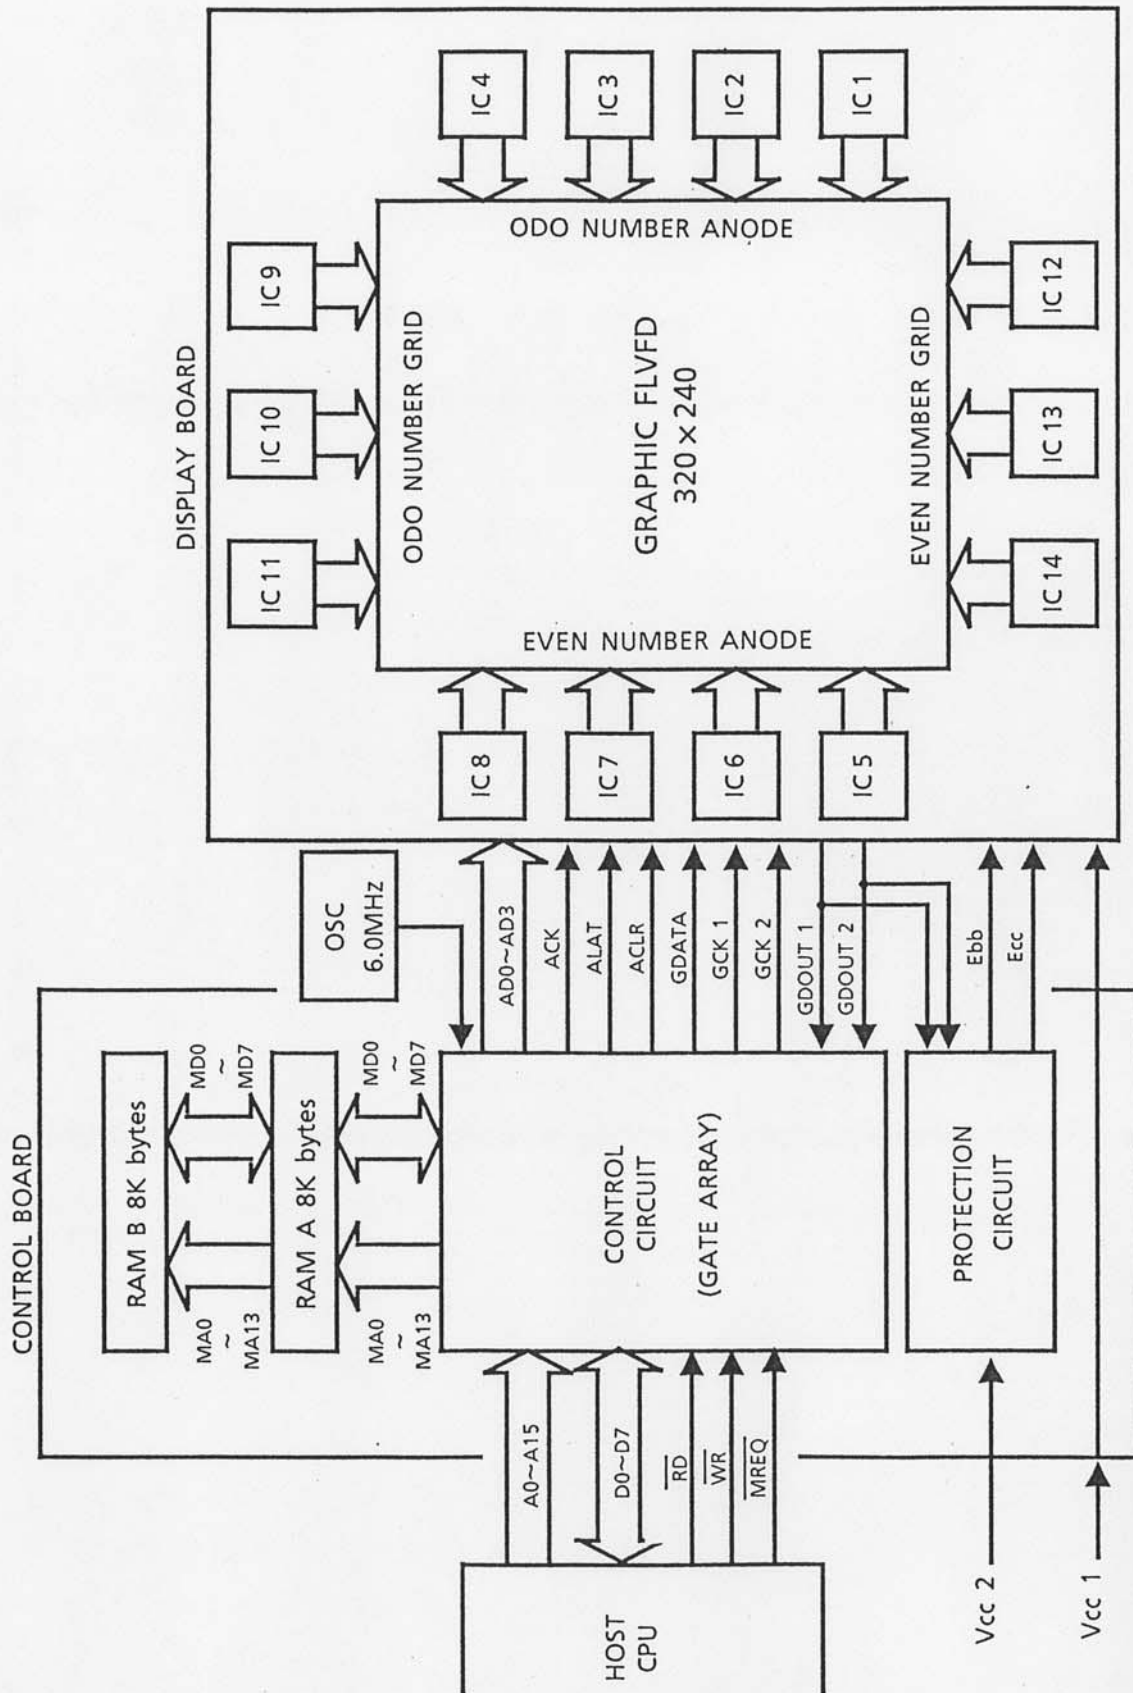 CONTROL BOARD
DISPLAY BOARD
RAM B 8K bytes
MA0
~
MA13
MD0
~
MD7
RAM A 8K bytes
MA0
~
MA13
MD0
~
MD7
OSC
6.0MHz
HOST
CPU
A0~A15
D0~D7
RD
WR
MREQ
CONTROL
CIRCUIT
(GATE ARRAY)
PROTECTION
CIRCUIT
Vcc 2
Vcc 1
AD0~AD3
ACK
ALAT
ACLR
GDATA
GCK 1
GCK 2
GDOUT 1
GDOUT 2
Ebb
Ecc
IC 11
IC 10
IC 9
IC 8
IC 7
IC 6
IC 5
ODO NUMBER GRID
EVEN NUMBER ANODE
GRAPHIC FLVFD
320×240
ODO NUMBER ANODE
EVEN NUMBER GRID
IC 4
IC 3
IC 2
IC 1
IC 14
IC 13
IC 12